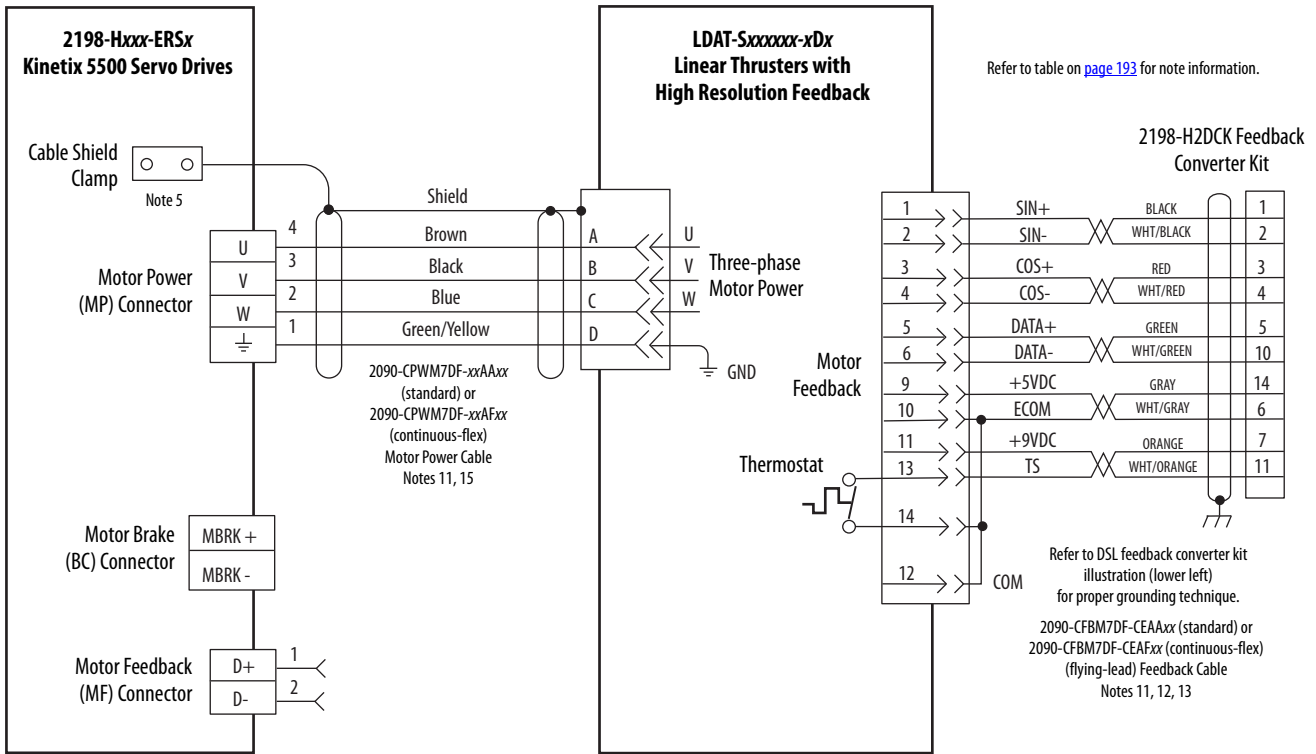 2198-Hxxx-ERSx
Kinetix 5500 Servo Drives
LDAT-Sxxxxxx-xDx
Linear Thrusters with
High Resolution Feedback
Refer to table on page 193 for note information.
2198-H2DCK Feedback
Converter Kit
Cable Shield
Clamp
Note 5
Shield
Motor Power
(MP) Connector
U
V
W
4
3
2
1
Brown
Black
Blue
Green/Yellow
A
B
C
D
U
V
W
Three-phase
Motor Power
GND
2090-CPWM7DF-xxAAxx
(standard) or
2090-CPWM7DF-xxAFxx
(continuous-flex)
Motor Power Cable
Notes 11, 15
Motor
Feedback
1 SIN+ BLACK 1
2 SIN- WHT/BLACK 2
3 COS+ RED 3
4 COS- WHT/RED 4
5 DATA+ GREEN 5
6 DATA- WHT/GREEN 10
9 +5VDC GRAY 14
10 ECOM WHT/GRAY 6
11 +9VDC ORANGE 7
13 TS WHT/ORANGE 11
14
12 COM
Thermostat
Motor Brake
(BC) Connector
MBRK +
MBRK -
Motor Feedback
(MF) Connector
D+ 1
D- 2
Refer to DSL feedback converter kit
illustration (lower left)
for proper grounding technique.
2090-CFBM7DF-CEAAxx (standard) or
2090-CFBM7DF-CEAFxx (continuous-flex)
(flying-lead) Feedback Cable
Notes 11, 12, 13